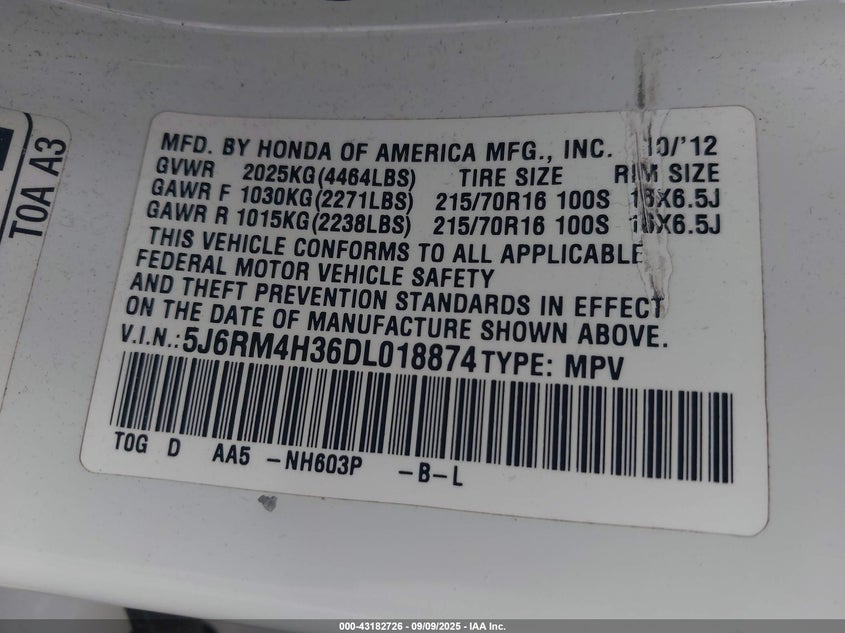 T0A A3
MFD. BY HONDA OF AMERICA MFG., INC. 10/'12
GVWR 2025KG(4464LBS) TIRE SIZE RIM SIZE
GAWR F 1030KG(2271LBS) 215/70R16 100S 16X6.5J
GAWR R 1015KG(2238LBS) 215/70R16 100S 16X6.5J
THIS VEHICLE CONFORMS TO ALL APPLICABLE
FEDERAL MOTOR VEHICLE SAFETY
AND THEFT PREVENTION STANDARDS IN EFFECT
ON THE DATE OF MANUFACTURE SHOWN ABOVE.
V.I.N.:5J6RM4H36DL018874 TYPE: MPV
T0G D AA5 -NH603P -B-L
000-43182726 - 09/09/2025 - IAA Inc.